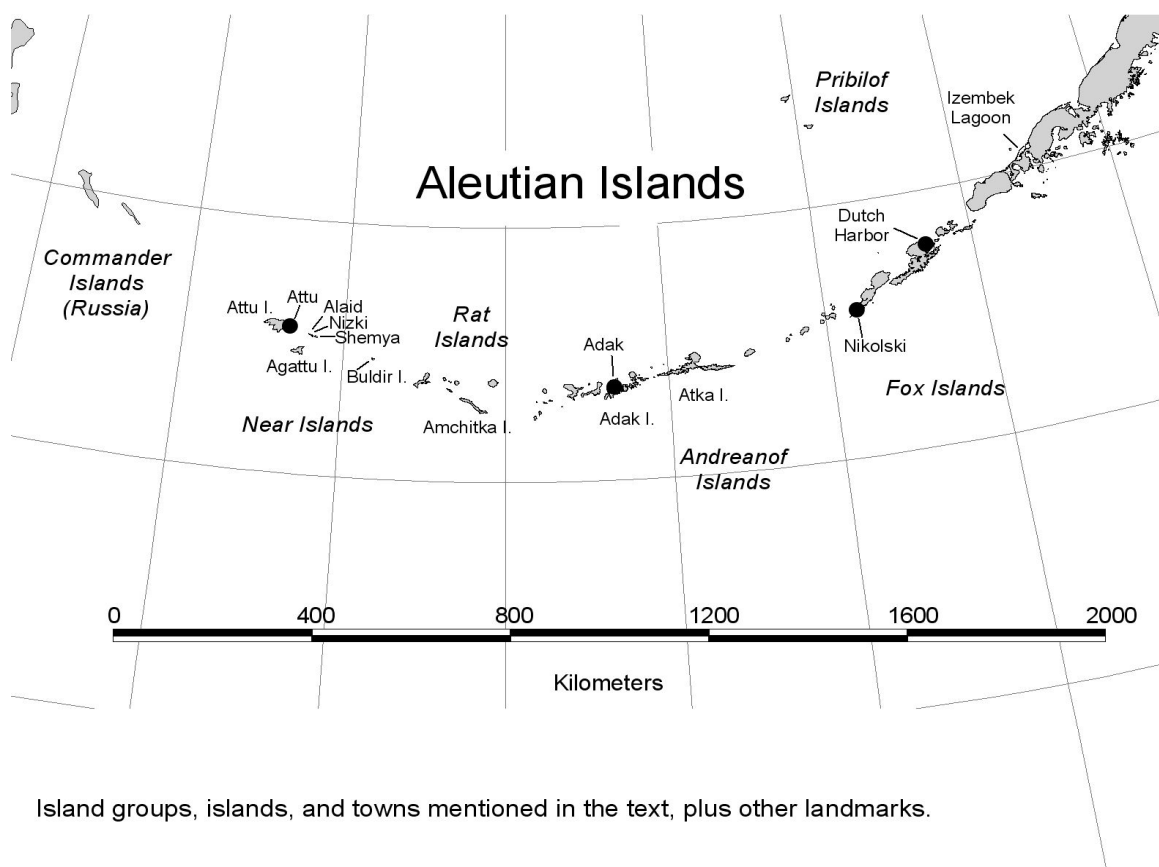 Pribilof
Islands
Izembek
Lagoon
Aleutian Islands
Dutch
Harbor
Commander
Islands
(Russia)
Attu I.
Attu
Alaid
Nizki
Shemya
Rat
Islands
Agattu I.
Buldir I.
Adak
Nikolski
Near Islands
Amchitka I.
Adak I.
Atka I.
Fox Islands
Andreanof
Islands
0 400 800 1200 1600 2000
Kilometers
Island groups, islands, and towns mentioned in the text, plus other landmarks.